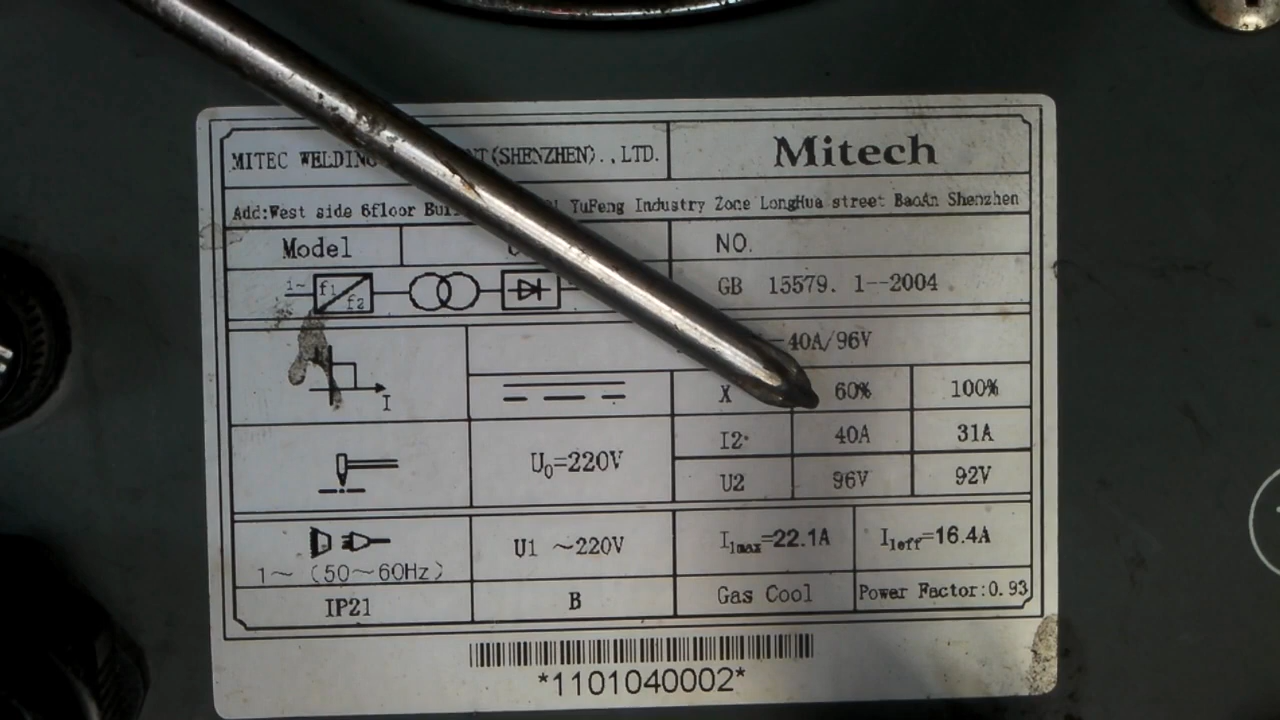 MITEC WELDING (SHENZHEN)..,LTD.
Mitech
Add:West side 6floor YuFeng Industry Zone LongHua street BaoAn Shenzhen
Model
NO.
1~ f1 f2
GB 15579. 1--2004
40A/96V
I
X 60% 100%
I2 40A 31A
U0=220V
U2 96V 92V
U1 ~220V
I1max=22.1A
I1eff=16.4A
1~ (50~60Hz)
IP21
B
Gas Cool
Power Factor:0.93
*1101040002*